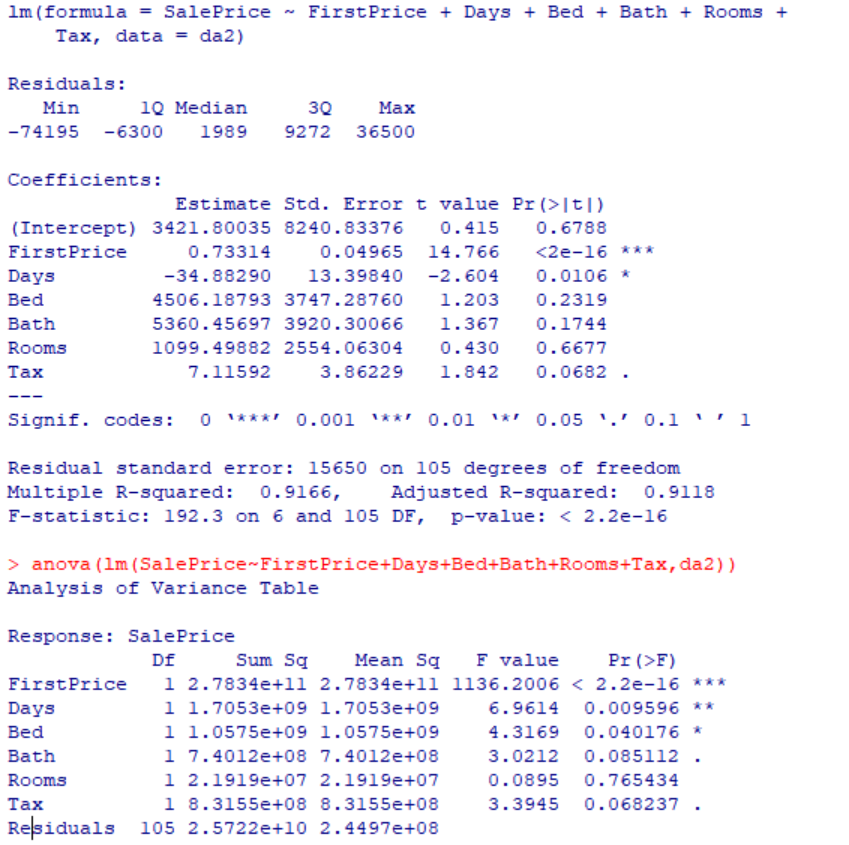 lm(formula = SalePrice ~ FirstPrice + Days + Bed + Bath + Rooms +
    Tax, data = da2)
Residuals:
   Min     1Q Median     3Q    Max
-74195  -6300   1989   9272  36500
Coefficients:
              Estimate Std. Error t value Pr(>|t|)
(Intercept) 3421.80035 8240.83376   0.415   0.6788
FirstPrice     0.73314    0.04965  14.766   <2e-16 ***
Days         -34.88290   13.39840  -2.604   0.0106 *
Bed         4506.18793 3747.28760   1.203   0.2319
Bath        5360.45697 3920.30066   1.367   0.1744
Rooms       1099.49882 2554.06304   0.430   0.6677
Tax            7.11592    3.86229   1.842   0.0682 .
---
Signif. codes:  0 ‘***’ 0.001 ‘**’ 0.01 ‘*’ 0.05 ‘.’ 0.1 ‘ ’ 1
Residual standard error: 15650 on 105 degrees of freedom
Multiple R-squared:  0.9166,    Adjusted R-squared:  0.9118
F-statistic: 192.3 on 6 and 105 DF,  p-value: < 2.2e-16
> anova(lm(SalePrice~FirstPrice+Days+Bed+Bath+Rooms+Tax,da2))
Analysis of Variance Table
Response: SalePrice
            Df     Sum Sq    Mean Sq   F value    Pr(>F)
FirstPrice   1 2.7834e+11 2.7834e+11 1136.2006 < 2.2e-16 ***
Days         1 1.7053e+09 1.7053e+09    6.9614  0.009596 **
Bed          1 1.0575e+09 1.0575e+09    4.3169  0.040176 *
Bath         1 7.4012e+08 7.4012e+08    3.0212  0.085112 .
Rooms        1 2.1919e+07 2.1919e+07    0.0895  0.765434
Tax          1 8.3155e+08 8.3155e+08    3.3945  0.068237 .
Residuals  105 2.5722e+10 2.4497e+08